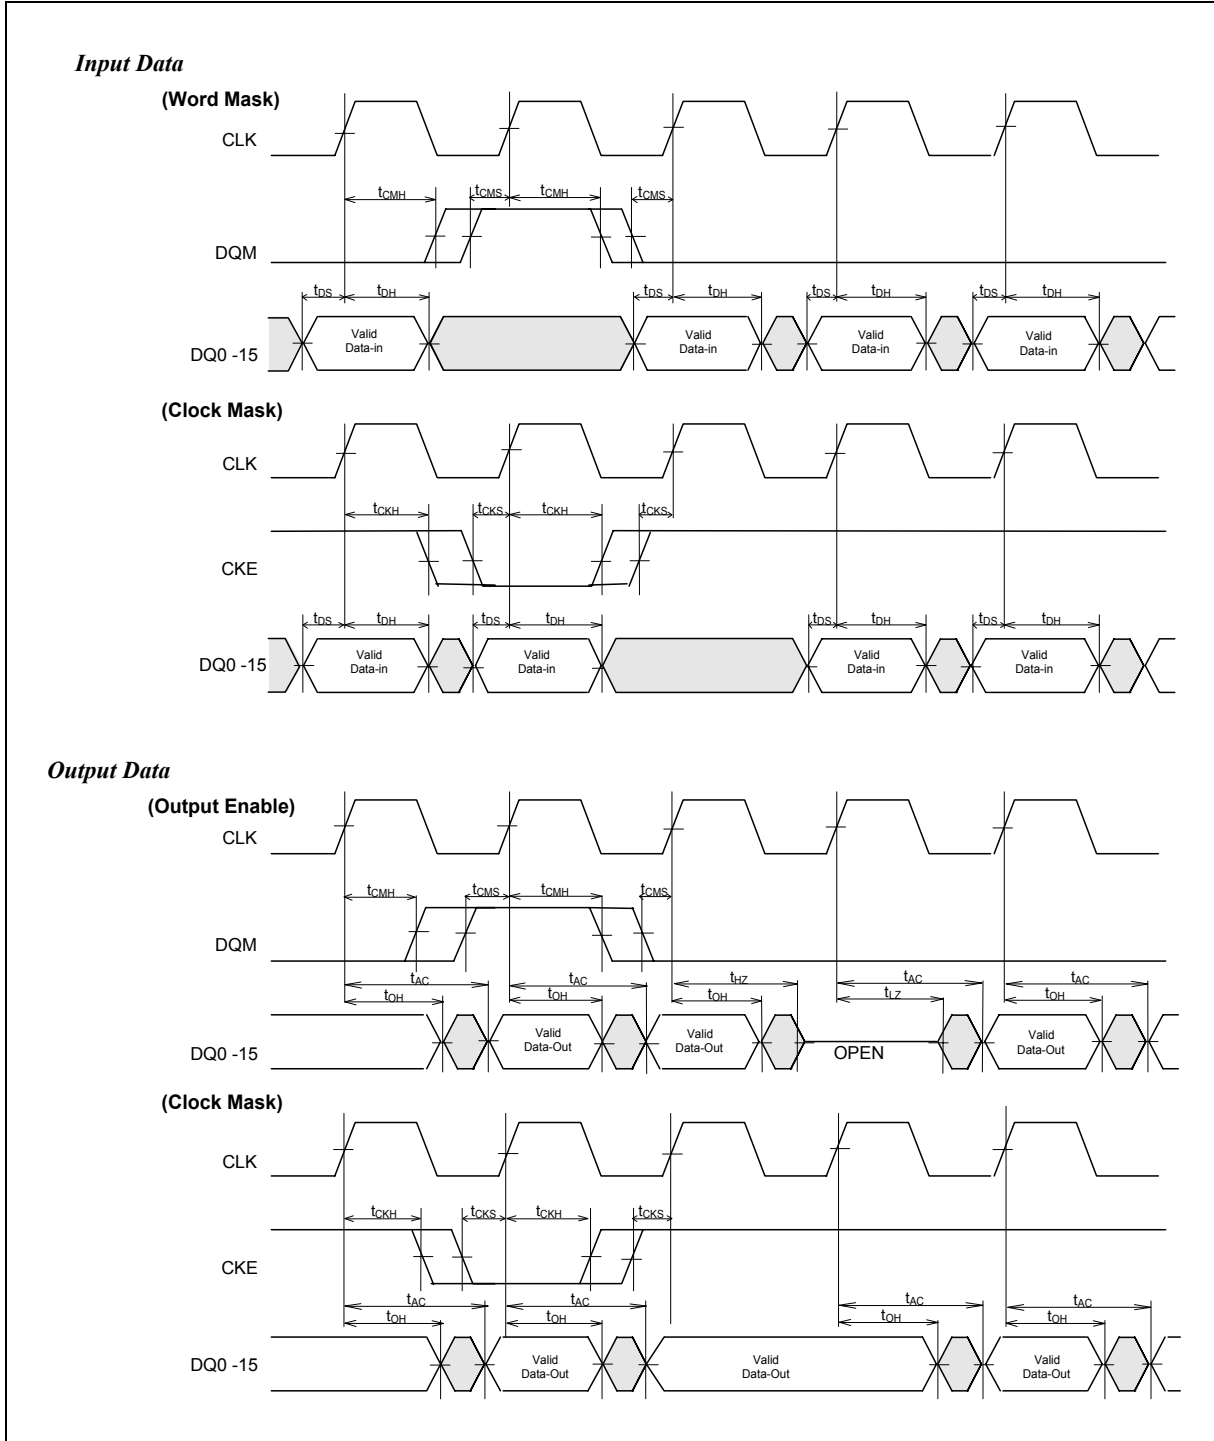 Input Data
(Word Mask)
CLK
tCMH tCMS tCMH tCMS
DQM
tDS tDH tDS tDH tDS tDH tDS tDH
DQ0 -15
Valid Data-in
Valid Data-in
Valid Data-in
Valid Data-in
(Clock Mask)
CLK
tCKH tCKS tCKH tCKS
CKE
tDS tDH tDS tDH tDS tDH tDS tDH
DQ0 -15
Valid Data-in
Valid Data-in
Valid Data-in
Valid Data-in
Output Data
(Output Enable)
CLK
tCMH tCMS tCMH tCMS
DQM
tAC tAC tHZ tAC tAC
tOH tOH tOH tLZ tOH
DQ0 -15
Valid Data-Out
Valid Data-Out
OPEN
Valid Data-Out
(Clock Mask)
CLK
tCKH tCKS tCKH tCKS
CKE
tAC tAC tAC tAC
tOH tOH tOH tOH
DQ0 -15
Valid Data-Out
Valid Data-Out
Valid Data-Out